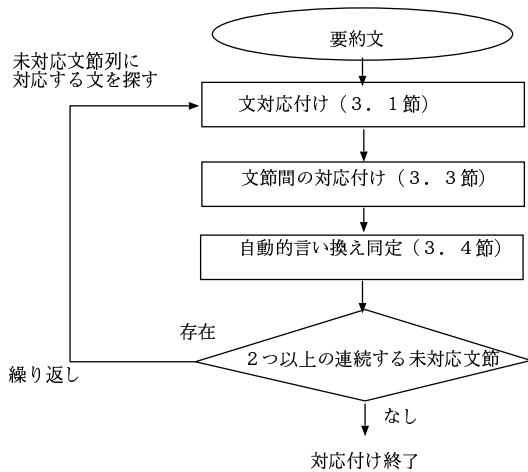 要約文
未対応文節列に
対応する文を探す
文対応付け（３．１節）
文節間の対応付け（３．３節）
自動的言い換え同定（３．４節）
存在
２つ以上の連続する未対応文節
繰り返し
なし
対応付け終了